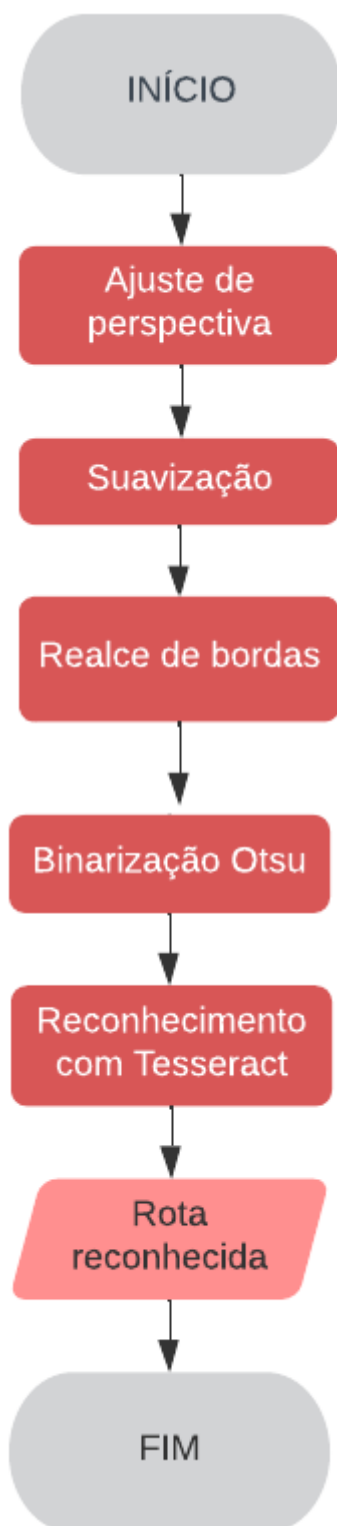 INÍCIO
Ajuste de
perspectiva
Suavização
Realce de bordas
Binarização Otsu
Reconhecimento
com Tesseract
Rota
reconhecida
FIM